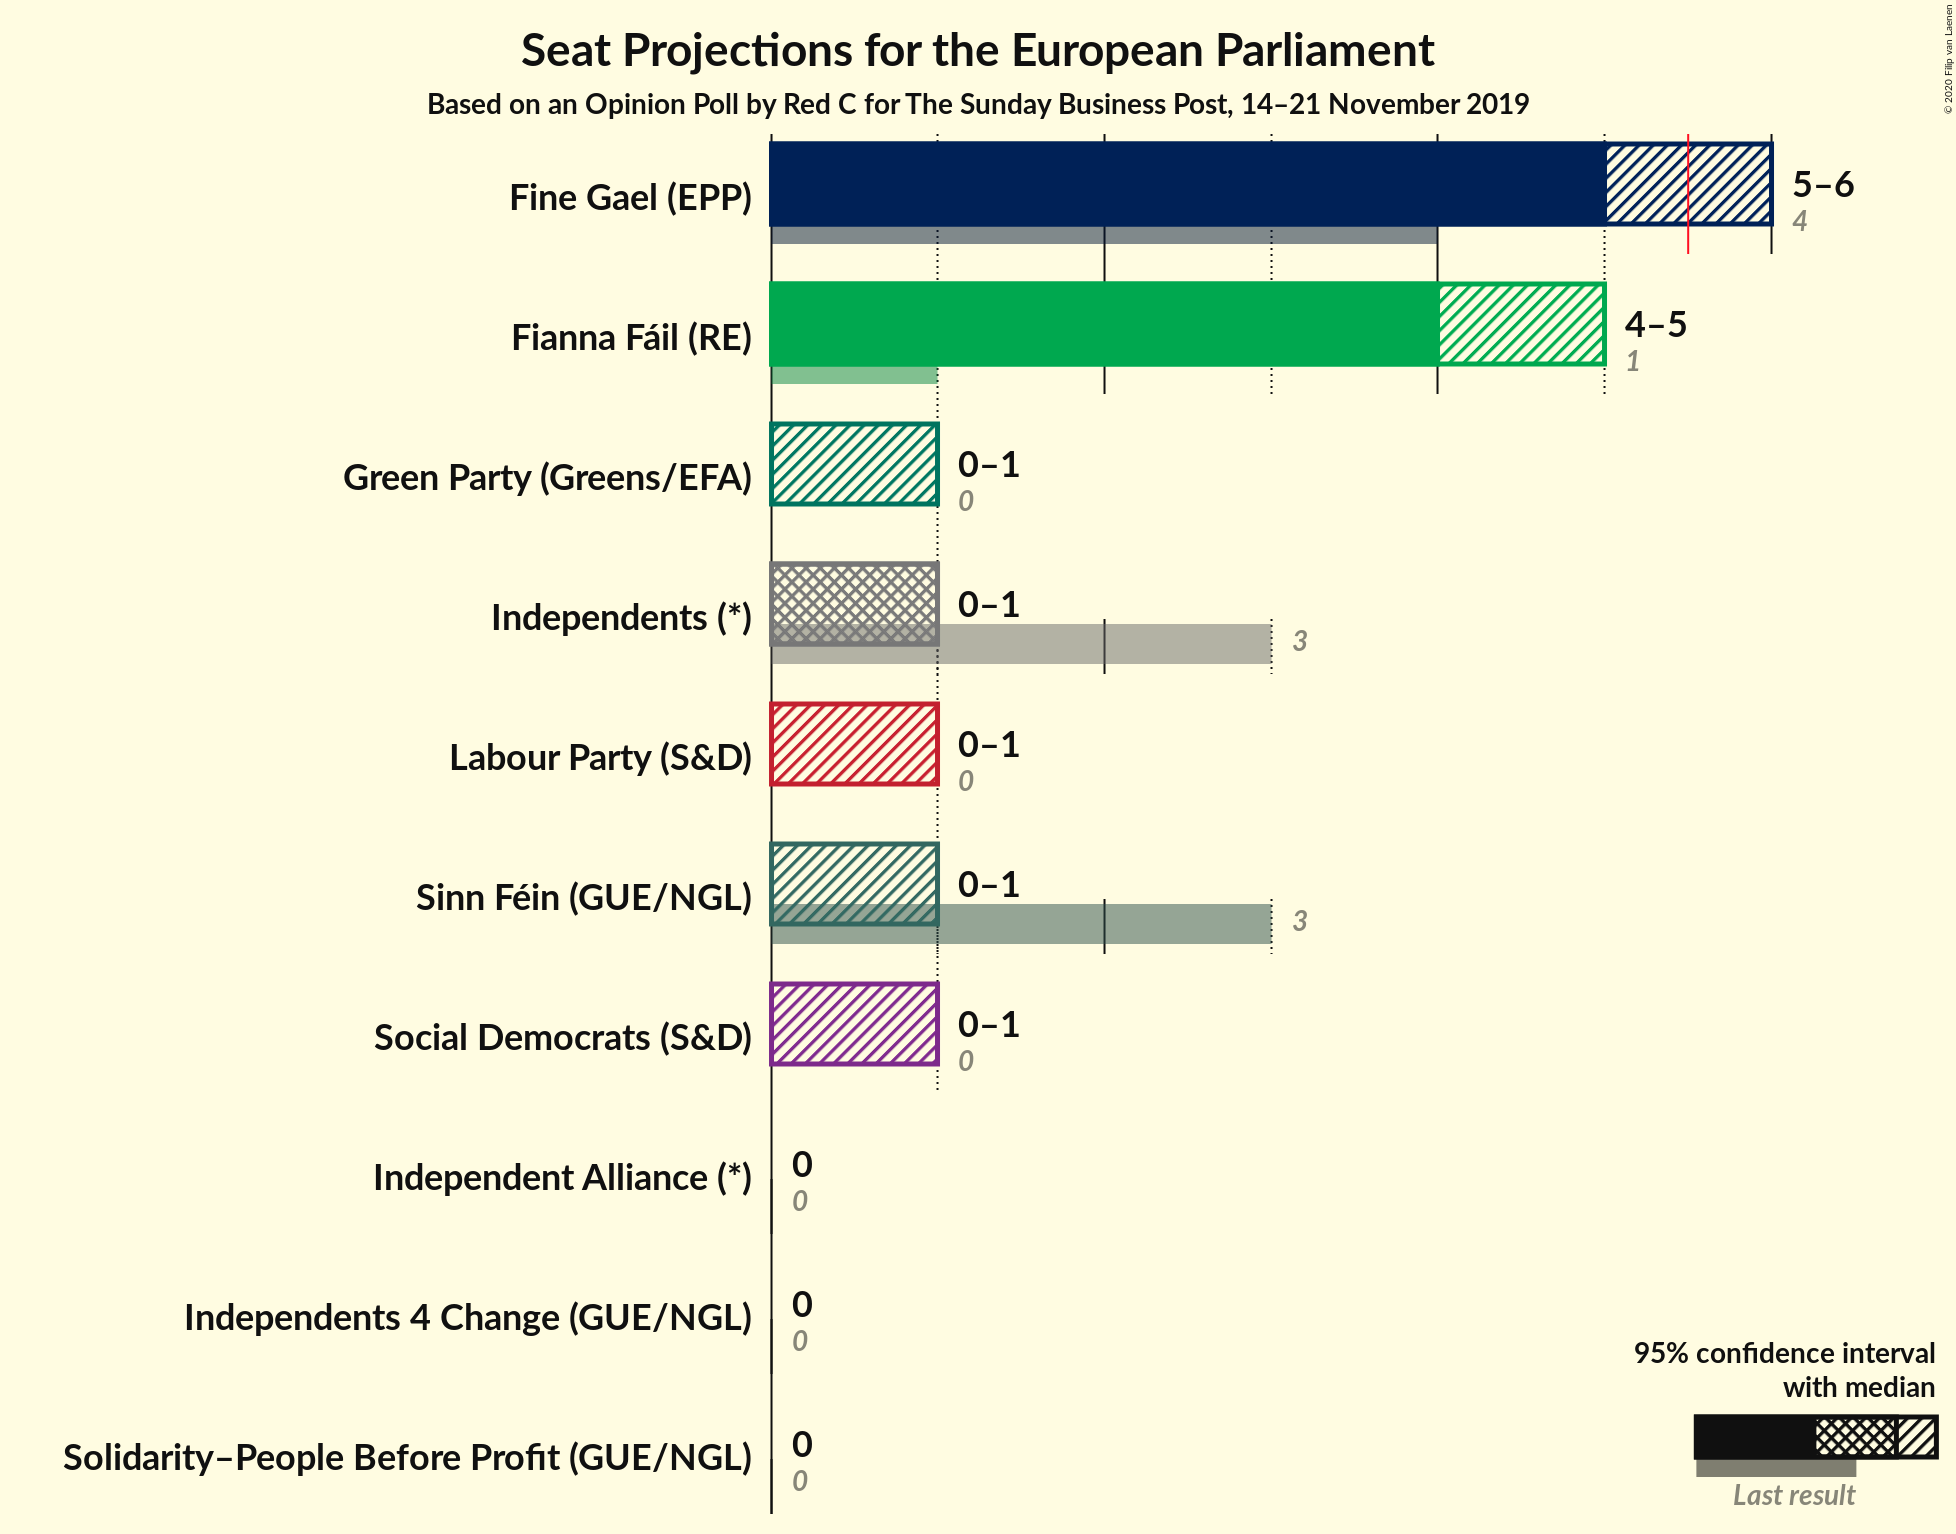 Seat Projections for the European Parliament
Based on an Opinion Poll by Red C for The Sunday Business Post, 14–21 November 2019
© 2020 Filip van Laenen
Fine Gael (EPP)
5–6
4
Fianna Fáil (RE)
4–5
1
Green Party (Greens/EFA)
0–1
0
Independents (*)
0–1
3
Labour Party (S&D)
0–1
0
Sinn Féin (GUE/NGL)
0–1
3
Social Democrats (S&D)
0–1
0
Independent Alliance (*)
0
0
Independents 4 Change (GUE/NGL)
0
0
Solidarity–People Before Profit (GUE/NGL)
0
0
95% confidence interval
with median
Last result